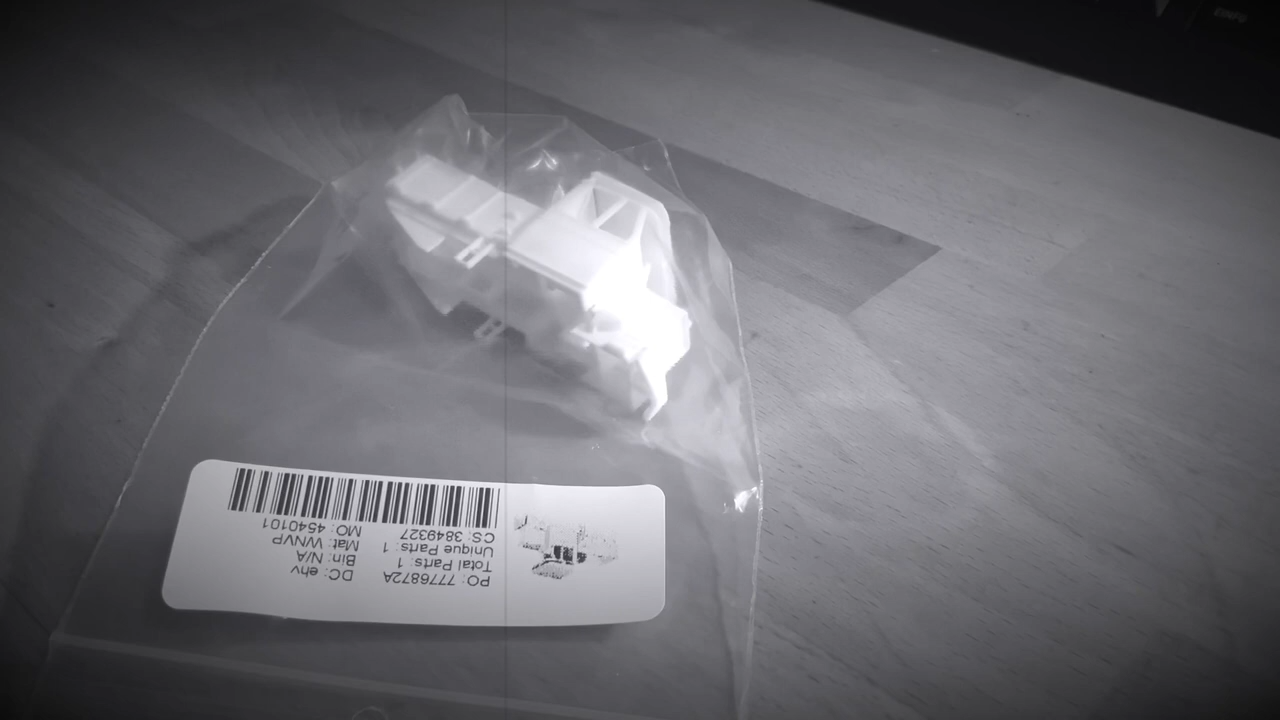 PO: 7776872A DC: ehv
Total Parts: 1 Bin: N/A
Unique Parts: 1 Mat: WNVP
CS: 3849327 MO: 4540101